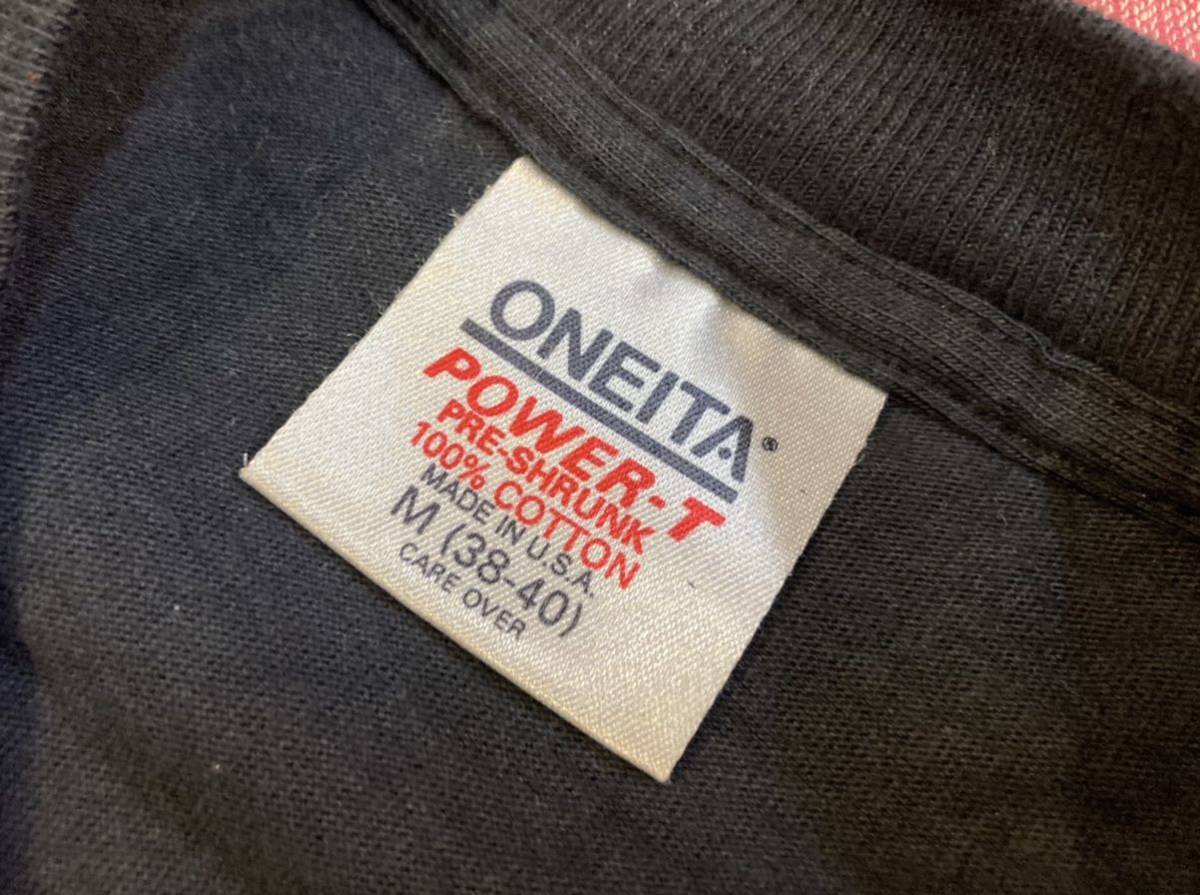 ONEITA®
POWER-T
PRE-SHRUNK
100% COTTON
MADE IN U.S.A.
M (38-40)
CARE OVER